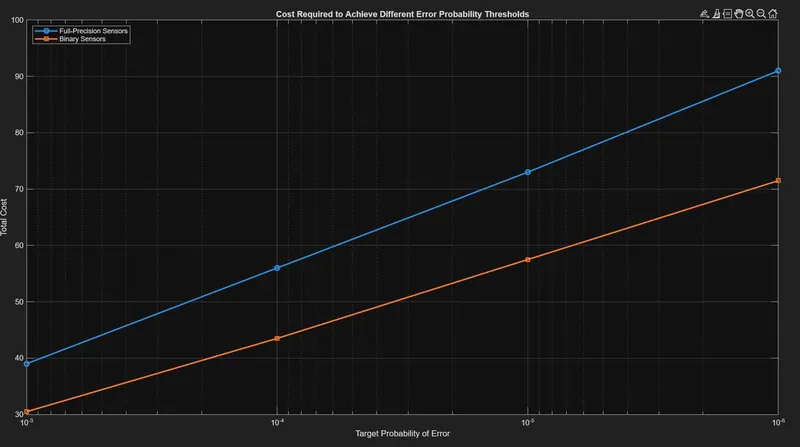 Cost Required to Achieve Different Error Probability Thresholds
Full-Precision Sensors
Binary Sensors
100
90
80
70
60
50
40
30
Total Cost
10-3
10-4
10-5
10-6
Target Probability of Error